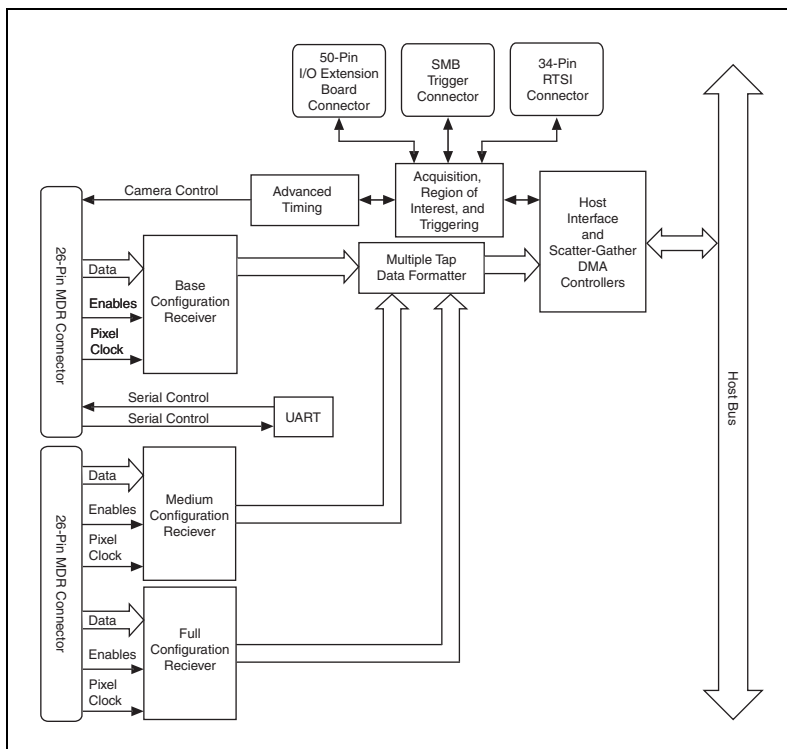 50-Pin
I/O Extension
Board
Connector
SMB
Trigger
Connector
34-Pin
RTSI
Connector
Camera Control
Advanced
Timing
Acquisition,
Region of
Interest, and
Triggering
Host
Interface
and
Scatter-Gather
DMA
Controllers
26-Pin MDR Connector
Data
Enables
Pixel
Clock
Base
Configuration
Receiver
Multiple Tap
Data Formatter
Serial Control
Serial Control
UART
Host Bus
26-Pin MDR Connector
Data
Enables
Pixel
Clock
Medium
Configuration
Reciever
Data
Enables
Pixel
Clock
Full
Configuration
Reciever